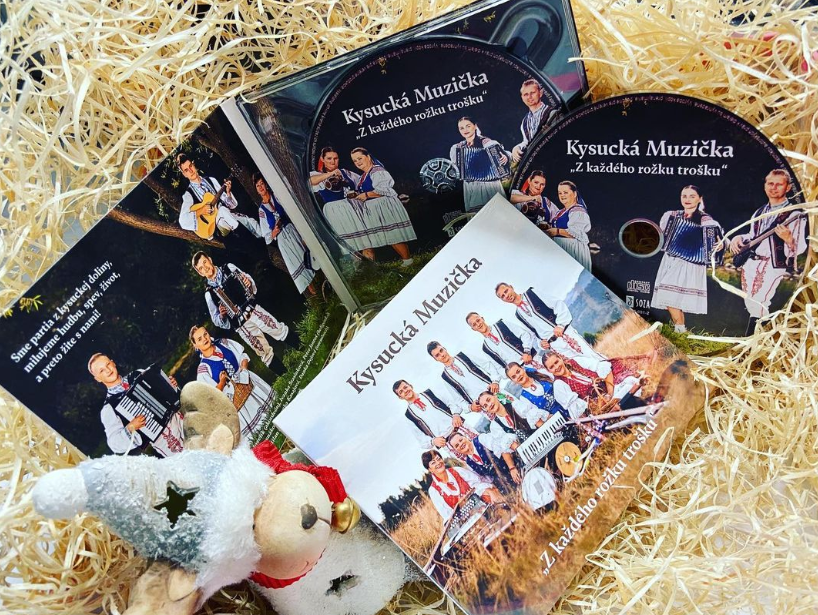 Kysucká Muzička
„Z každého rožku trošku“
Kysucká Muzička
„Z každého rožku trošku“
Sme partia z kysuckej doliny,
milujeme hudbu, spev, život,
a preto žite s nami!
Kysucká Muzička
„Z každého rožku trošku“
SOZA